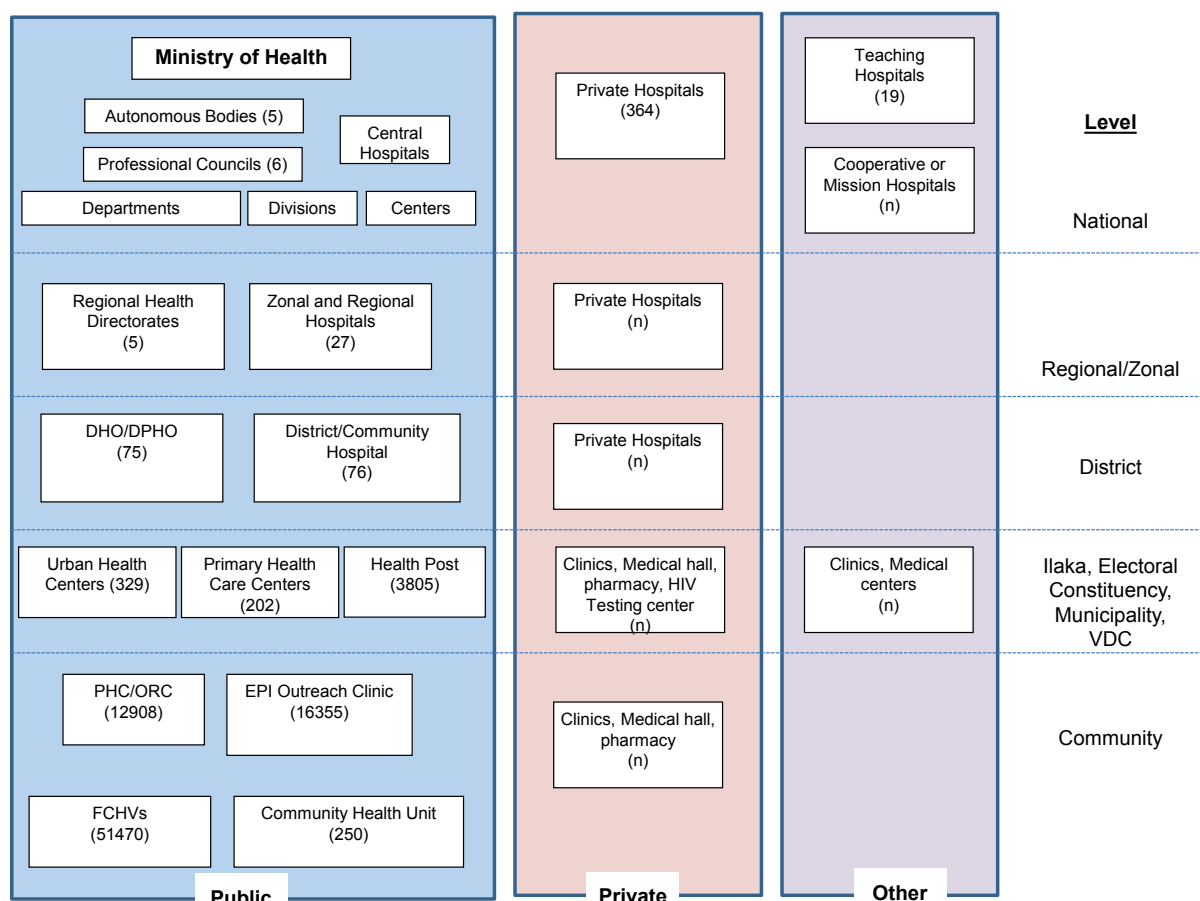 Ministry of Health
Autonomous Bodies (5)
Central
Hospitals
Professional Councils (6)
Departments
Divisions
Centers
Private Hospitals
(364)
Teaching
Hospitals
(19)
Cooperative or
Mission Hospitals
(n)
Level
National
Regional Health
Directorates
(5)
Zonal and Regional
Hospitals
(27)
Private Hospitals
(n)
Regional/Zonal
DHO/DPHO
(75)
District/Community
Hospital
(76)
Private Hospitals
(n)
District
Urban Health
Centers (329)
Primary Health
Care Centers
(202)
Health Post
(3805)
Clinics, Medical hall,
pharmacy, HIV
Testing center
(n)
Clinics, Medical
centers
(n)
Ilaka, Electoral
Constituency,
Municipality,
VDC
PHC/ORC
(12908)
EPI Outreach Clinic
(16355)
Clinics, Medical hall,
pharmacy
(n)
Community
FCHVs
(51470)
Community Health Unit
(250)
Public
Private
Other